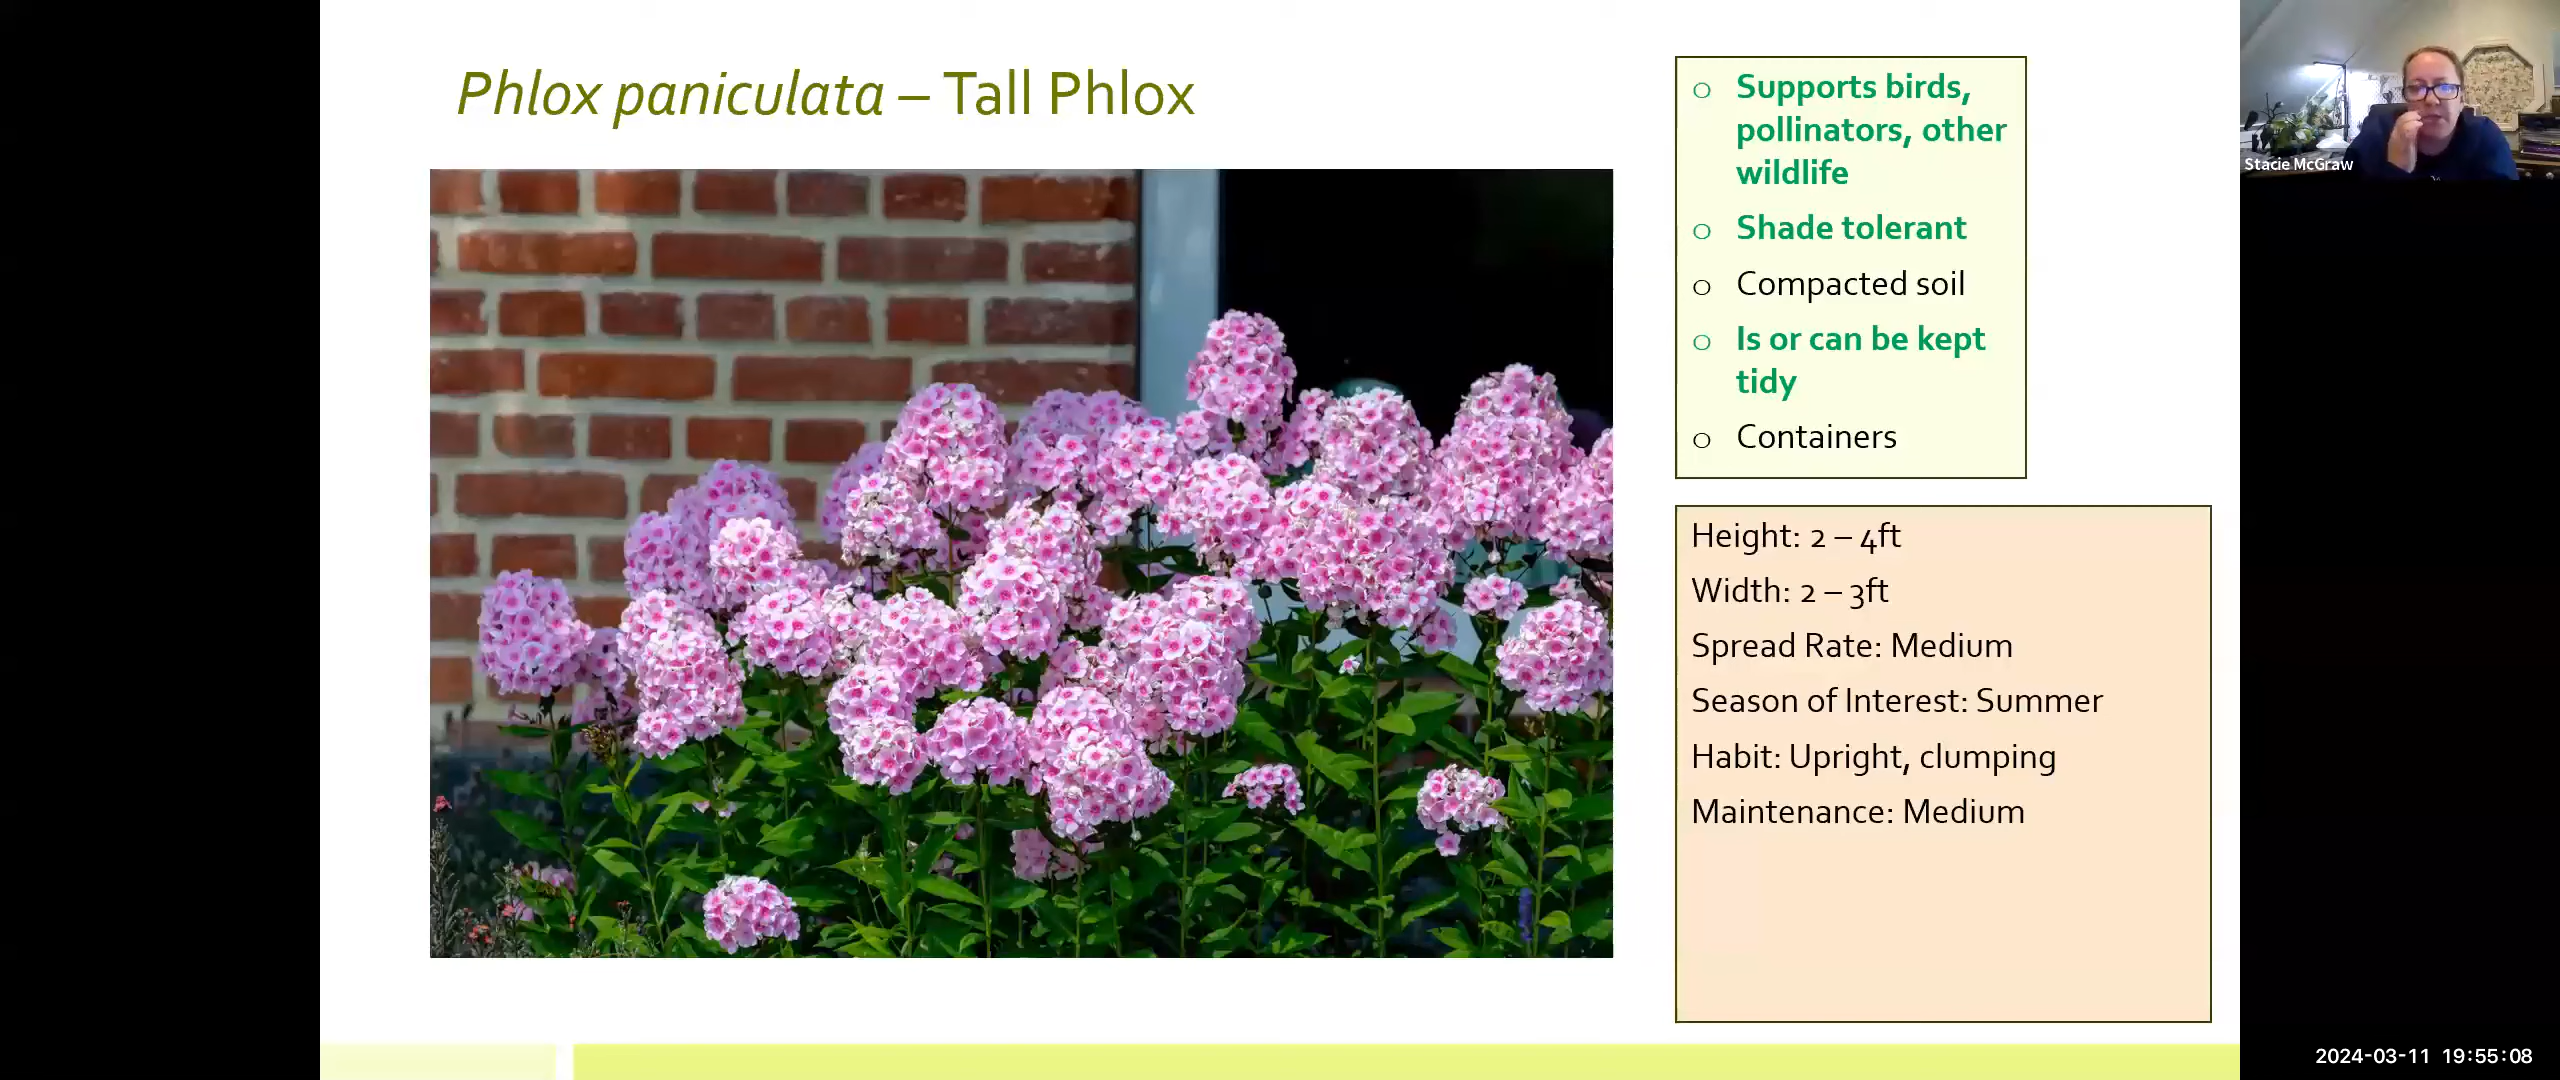 Phlox paniculata – Tall Phlox
o Supports birds,
pollinators, other
wildlife
o Shade tolerant
o Compacted soil
o Is or can be kept
tidy
o Containers
Height: 2 – 4ft
Width: 2 – 3ft
Spread Rate: Medium
Season of Interest: Summer
Habit: Upright, clumping
Maintenance: Medium
Stacie McGraw
2024-03-11 19:55:08